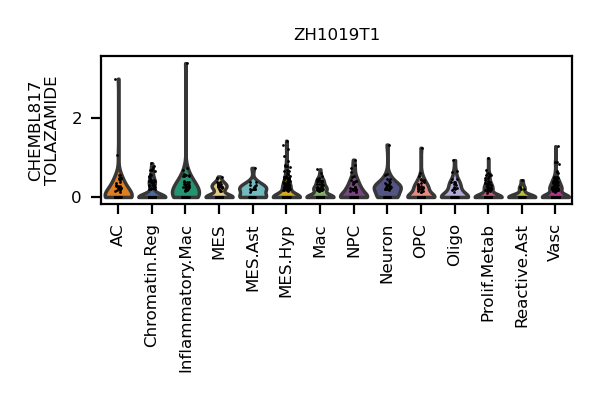 ZH1019T1
CHEMBL817
TOLAZAMIDE
2
0
AC
Chromatin.Reg
Inflammatory.Mac
MES
MES.Ast
MES.Hyp
Mac
NPC
Neuron
OPC
Oligo
Prolif.Metab
Reactive.Ast
Vasc